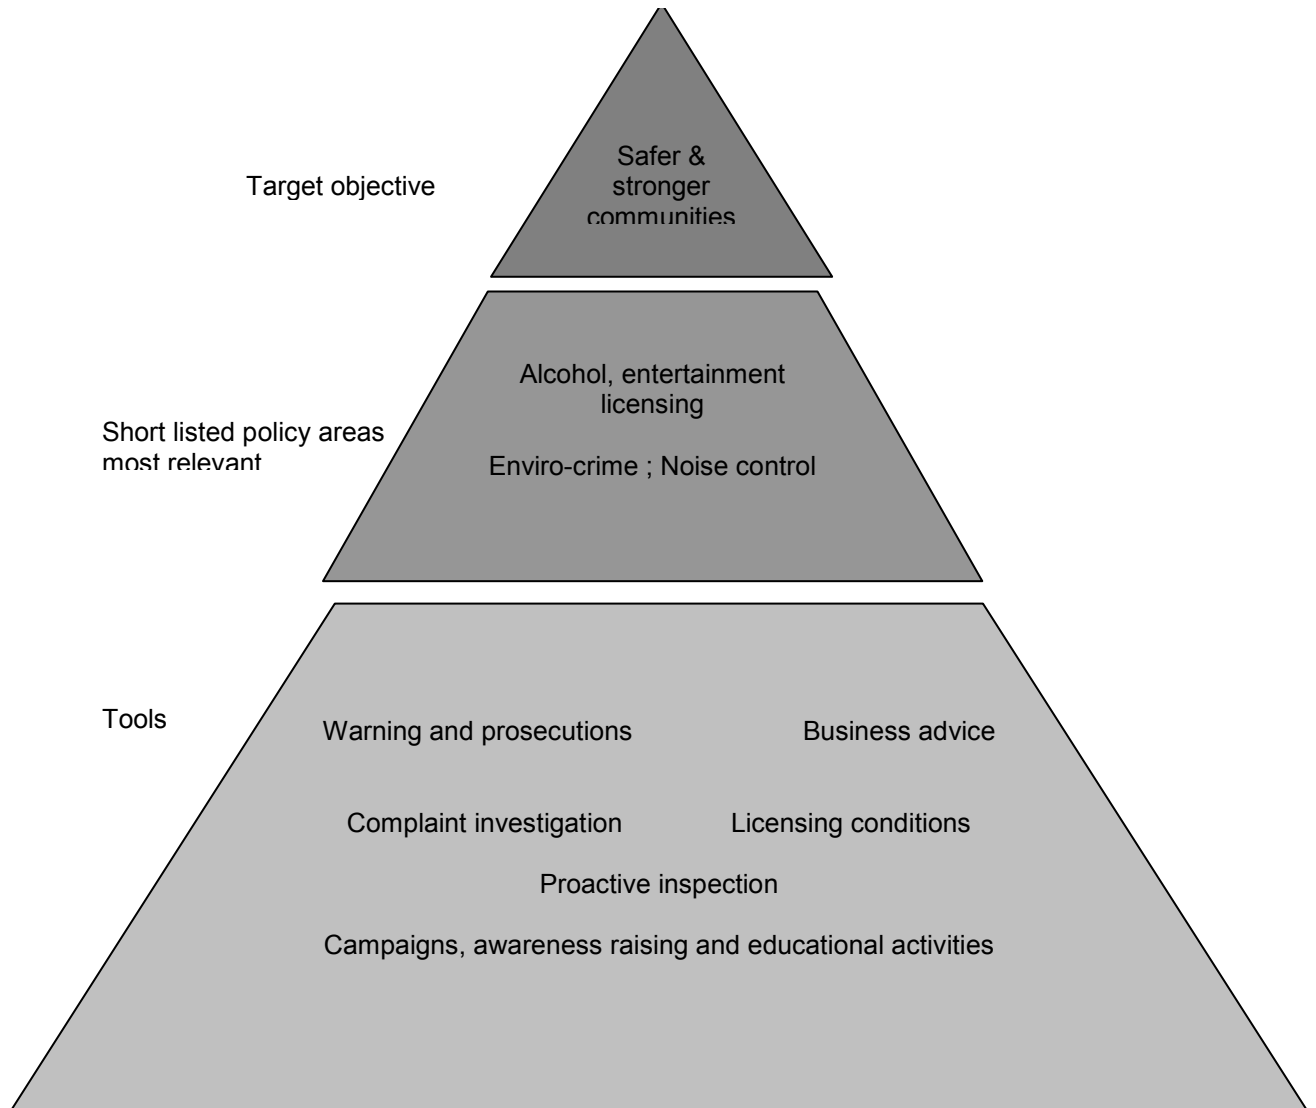 Target objective
Safer &
stronger
communities
Short listed policy areas
most relevant
Alcohol, entertainment
licensing
Enviro-crime ; Noise control
Tools
Warning and prosecutions
Business advice
Complaint investigation
Licensing conditions
Proactive inspection
Campaigns, awareness raising and educational activities